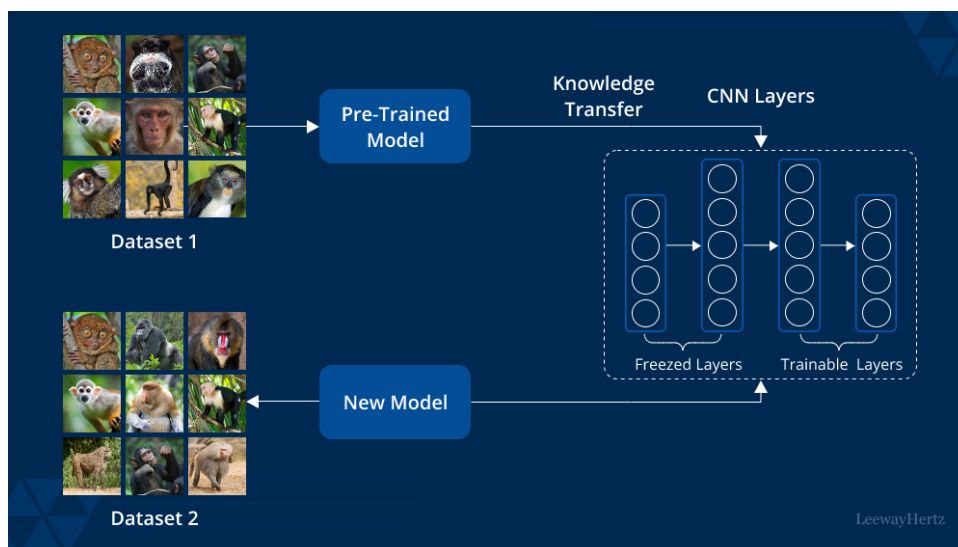 Knowledge
Transfer
CNN Layers
Pre-Trained
Model
Dataset 1
Freezed Layers
Trainable Layers
New Model
Dataset 2
LeewayHertz